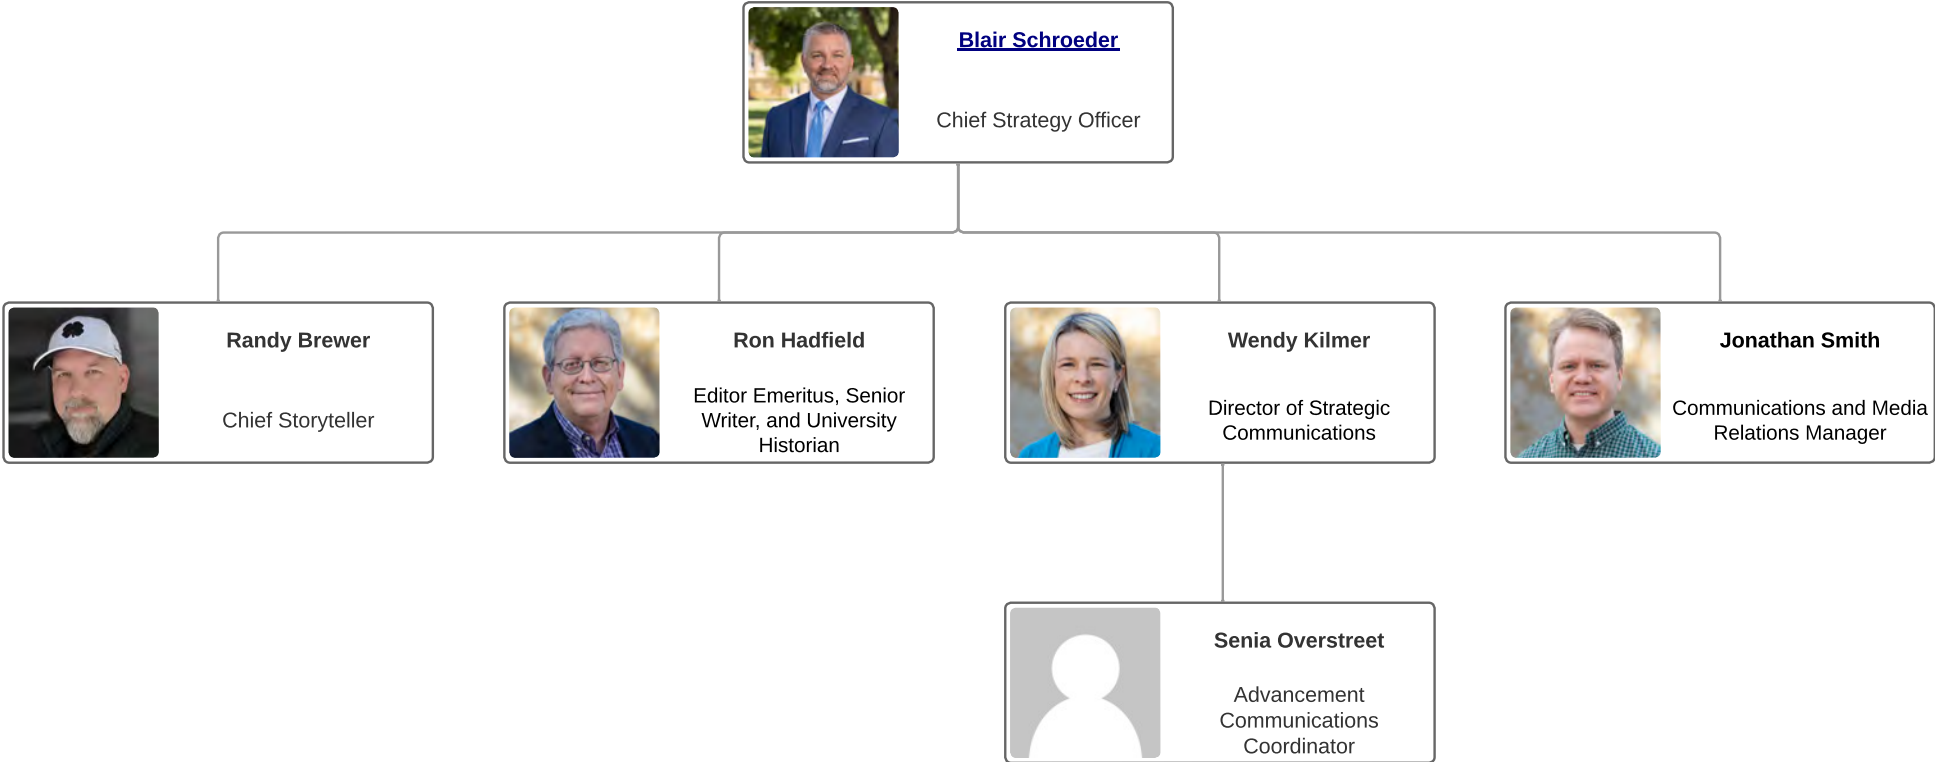 Blair Schroeder
Chief Strategy Officer
Randy Brewer
Chief Storyteller
Ron Hadfield
Editor Emeritus, Senior
Writer, and University
Historian
Wendy Kilmer
Director of Strategic
Communications
Jonathan Smith
Communications and Media
Relations Manager
Senia Overstreet
Advancement
Communications
Coordinator